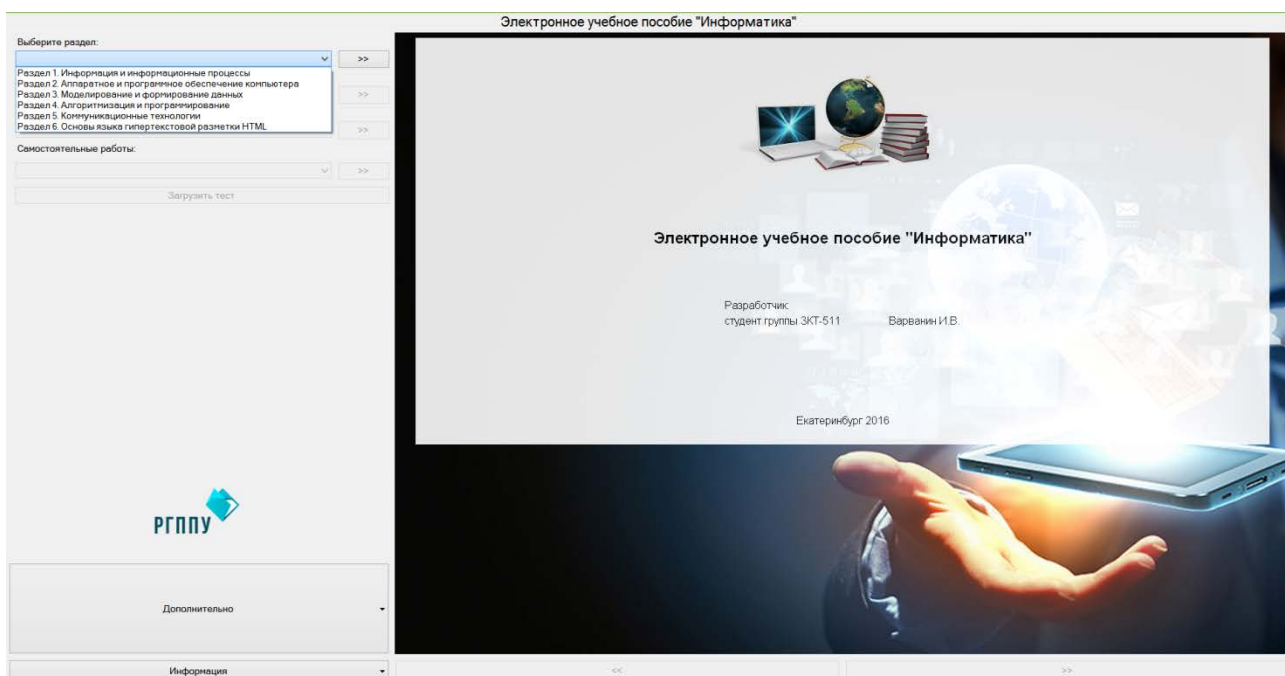 Электронное учебное пособие "Информатика"
Выберите раздел:
>>
Раздел 1. Информация и информационные процессы
Раздел 2. Аппаратное и программное обеспечение компьютера
Раздел 3. Моделирование и формирование данных
Раздел 4. Алгоритмизация и программирование
Раздел 5. Коммуникационные технологии
Раздел 6. Основы языка гипертекстовой разметки HTML
>>
>>
Самостоятельные работы:
>>
Загрузить тест
РГППУ
Дополнительно
Информация
Электронное учебное пособие "Информатика"
Разработчик:
студент группы ЗКТ-511 Варванин И.В.
Екатеринбург 2016
<<
>>